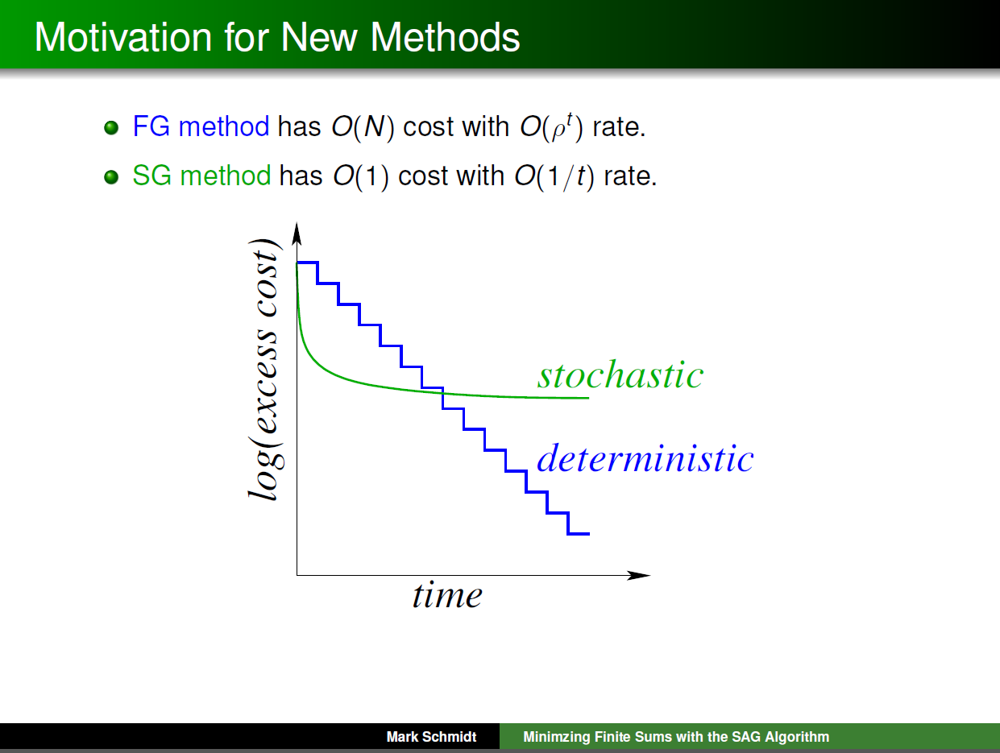 Motivation for New Methods
FG method has O(N) cost with O(ρ^t) rate.
SG method has O(1) cost with O(1/t) rate.
log(excess cost)
stochastic
deterministic
time
Mark Schmidt
Minimzing Finite Sums with the SAG Algorithm